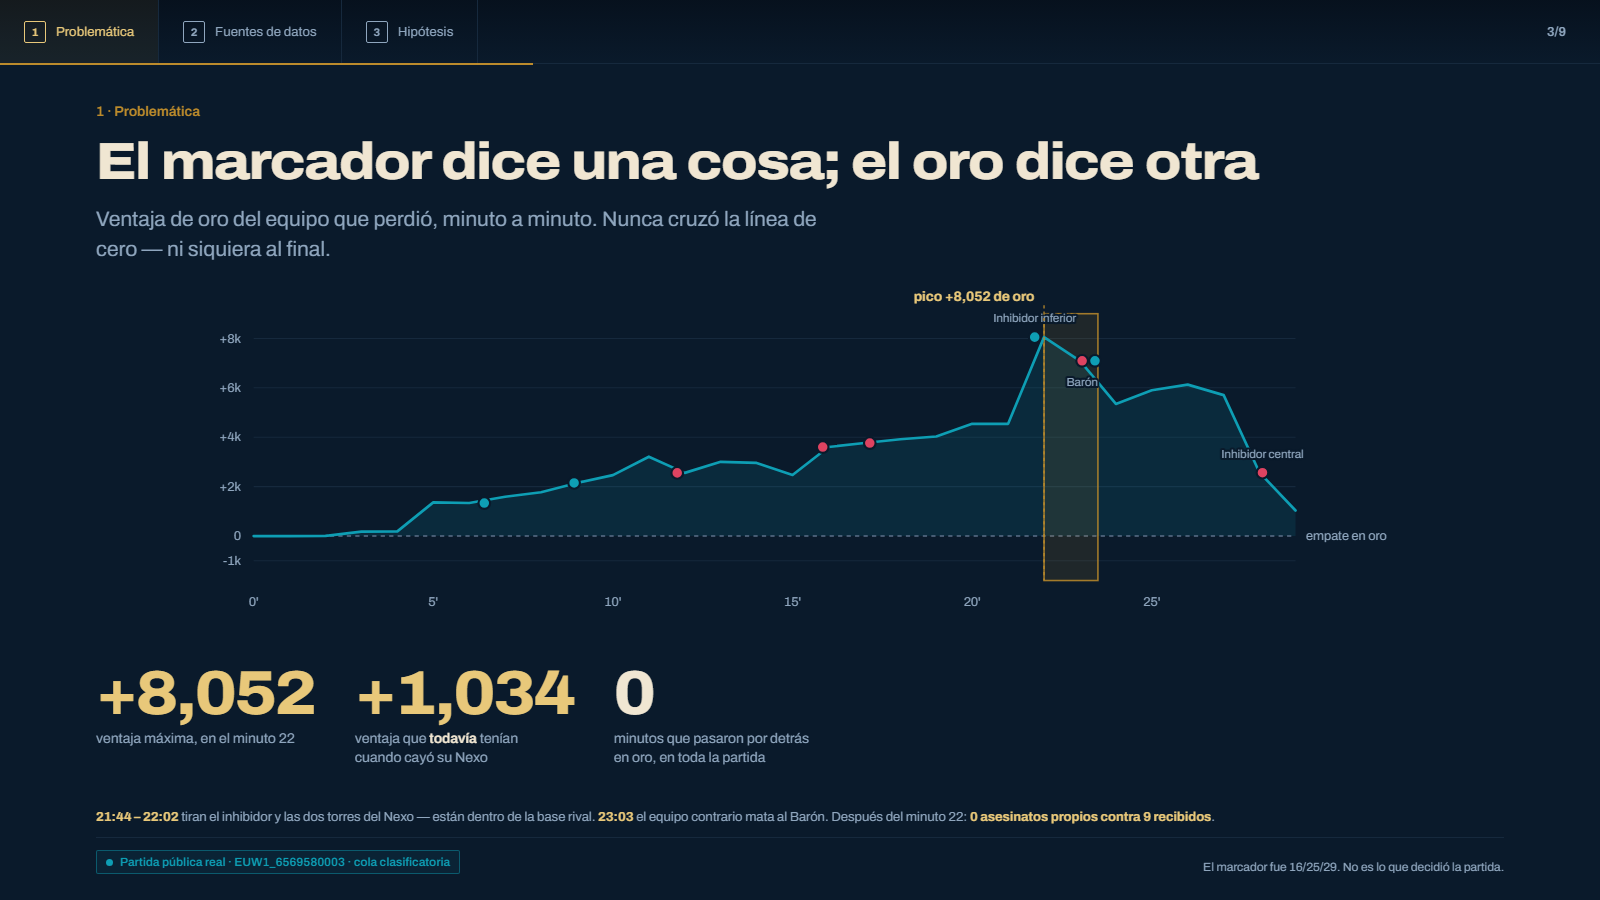 1 Problemática
2 Fuentes de datos
3 Hipótesis
3/9
1 · Problemática
El marcador dice una cosa; el oro dice otra
Ventaja de oro del equipo que perdió, minuto a minuto. Nunca cruzó la línea de
cero — ni siquiera al final.
pico +8,052 de oro
Inhibidor inferior
+8k
+6k
Barón
+4k
Inhibidor central
+2k
0
empate en oro
-1k
0'
5'
10'
15'
20'
25'
+8,052
ventaja máxima, en el minuto 22
+1,034
ventaja que todavía tenían
cuando cayó su Nexo
0
minutos que pasaron por detrás
en oro, en toda la partida
21:44 – 22:02 tiran el inhibidor y las dos torres del Nexo — están dentro de la base rival. 23:03 el equipo contrario mata al Barón. Después del minuto 22: 0 asesinatos propios contra 9 recibidos.
Partida pública real · EUW1_6569580003 · cola clasificatoria
El marcador fue 16/25/29. No es lo que decidió la partida.